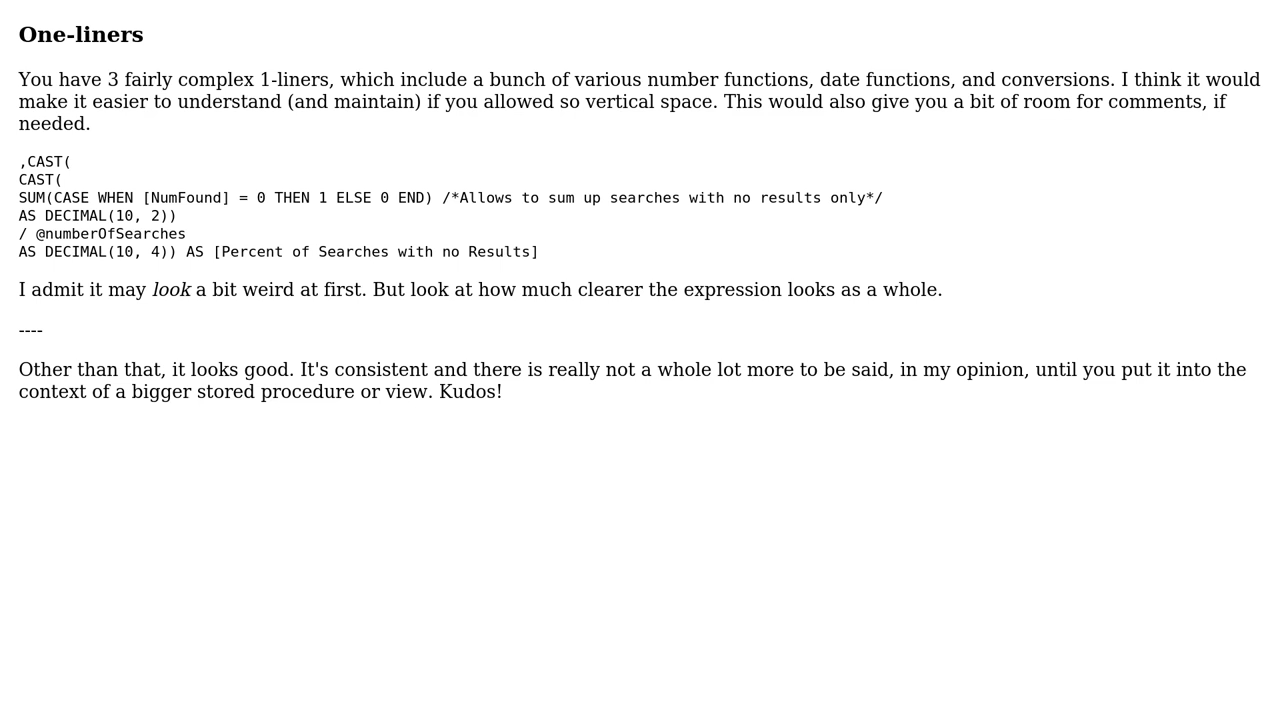 One-liners
You have 3 fairly complex 1-liners, which include a bunch of various number functions, date functions, and conversions. I think it would
make it easier to understand (and maintain) if you allowed so vertical space. This would also give you a bit of room for comments, if
needed.
,CAST(
CAST(
SUM(CASE WHEN [NumFound] = 0 THEN 1 ELSE 0 END) /*Allows to sum up searches with no results only*/
AS DECIMAL(10, 2))
/ @numberOfSearches
AS DECIMAL(10, 4)) AS [Percent of Searches with no Results]
I admit it may look a bit weird at first. But look at how much clearer the expression looks as a whole.
----
Other than that, it looks good. It's consistent and there is really not a whole lot more to be said, in my opinion, until you put it into the
context of a bigger stored procedure or view. Kudos!